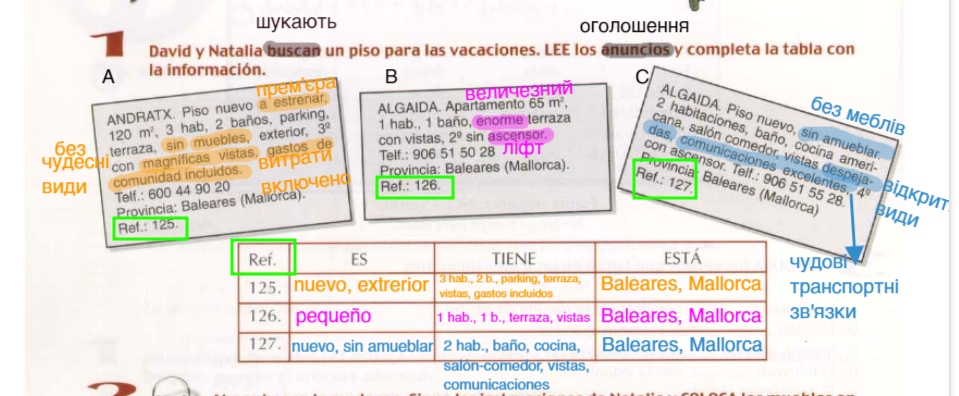 шукають
оголошення
1
David y Natalia buscan un piso para las vacaciones. LEE los anuncios y completa la tabla con
la información.
A
прем'єра
ANDRATX. Piso nuevo a estrenar,
120 m², 3 hab, 2 baños, parking,
terraza, sin muebles, exterior, 3º
con magníficas vistas, gastos de
comunidad incluidos.
Telf.: 600 44 90 20
Provincia: Baleares (Mallorca).
Ref.: 125.
без
чудесні
види
витрати
включено
B
величезний
ALGAIDA. Apartamento 65 m²,
1 hab., 1 baño, enorme terraza
con vistas, 2º sin ascensor.
Telf.: 906 51 50 28
Provincia: Baleares (Mallorca).
Ref.: 126.
ліфт
C
ALGAIDA. Piso nuevo, sin amueblar.
2 habitaciones, baño, cocina ameri-
cana, salón comedor, vistas despeja-
das, comunicaciones excelentes, 4º
con ascensor. Telf.: 906 51 55 28.
Provincia: Baleares (Mallorca)
Ref.: 127.
без меблів
відкриті
види
чудові
транспортні
зв'язки
Ref. ES TIENE ESTÁ
125. nuevo, extrerior 3 hab., 2 b., parking, terraza, vistas, gastos incluidos Baleares, Mallorca
126. pequeño 1 hab., 1 b., terraza, vistas Baleares, Mallorca
127. nuevo, sin amueblar 2 hab., baño, cocina, salón-comedor, vistas, comunicaciones Baleares, Mallorca